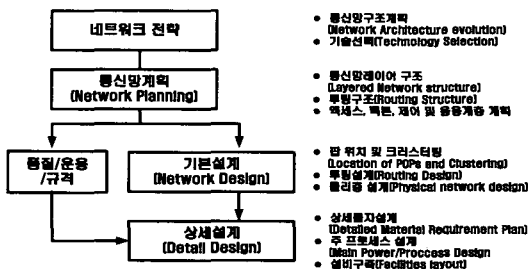 네트워크 전략
통신망계획
(Network Planning)
품질/운용
/규격
기본설계
(Network Design)
상세설계
(Detail Design)
• 통신망구조계획
(Network Architecture evolution)
• 기술선택(Technology Selection)
• 통신망레이어 구조
(Layered Network structure)
• 루팅구조(Routing Structure)
• 액세스, 백본, 제어 및 응용계층 계획
• 팝 위치 및 크러스터링
(Location of POPs and Clustering)
• 루팅설계(Routing Design)
• 물리층 설계(Physical network design)
• 상세물자설계
(Detailed Material Requirement Plan)
• 주 프로세스 설계
(Main Power/Proccess Design
• 설비구축(Facilities layout)